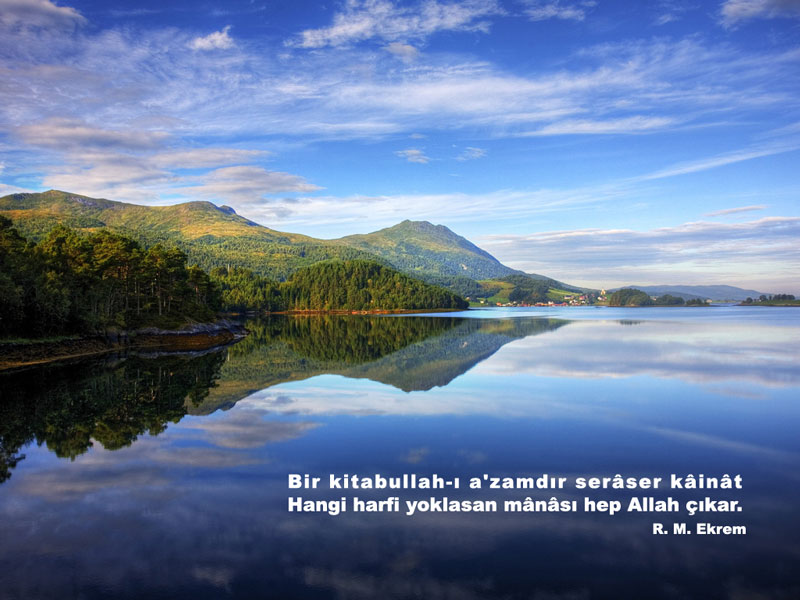 Bir kitabullah-ı a'zamdır serâser kâinât
Hangi harfi yoklasan mânâsı hep Allah çıkar.
R. M. Ekrem